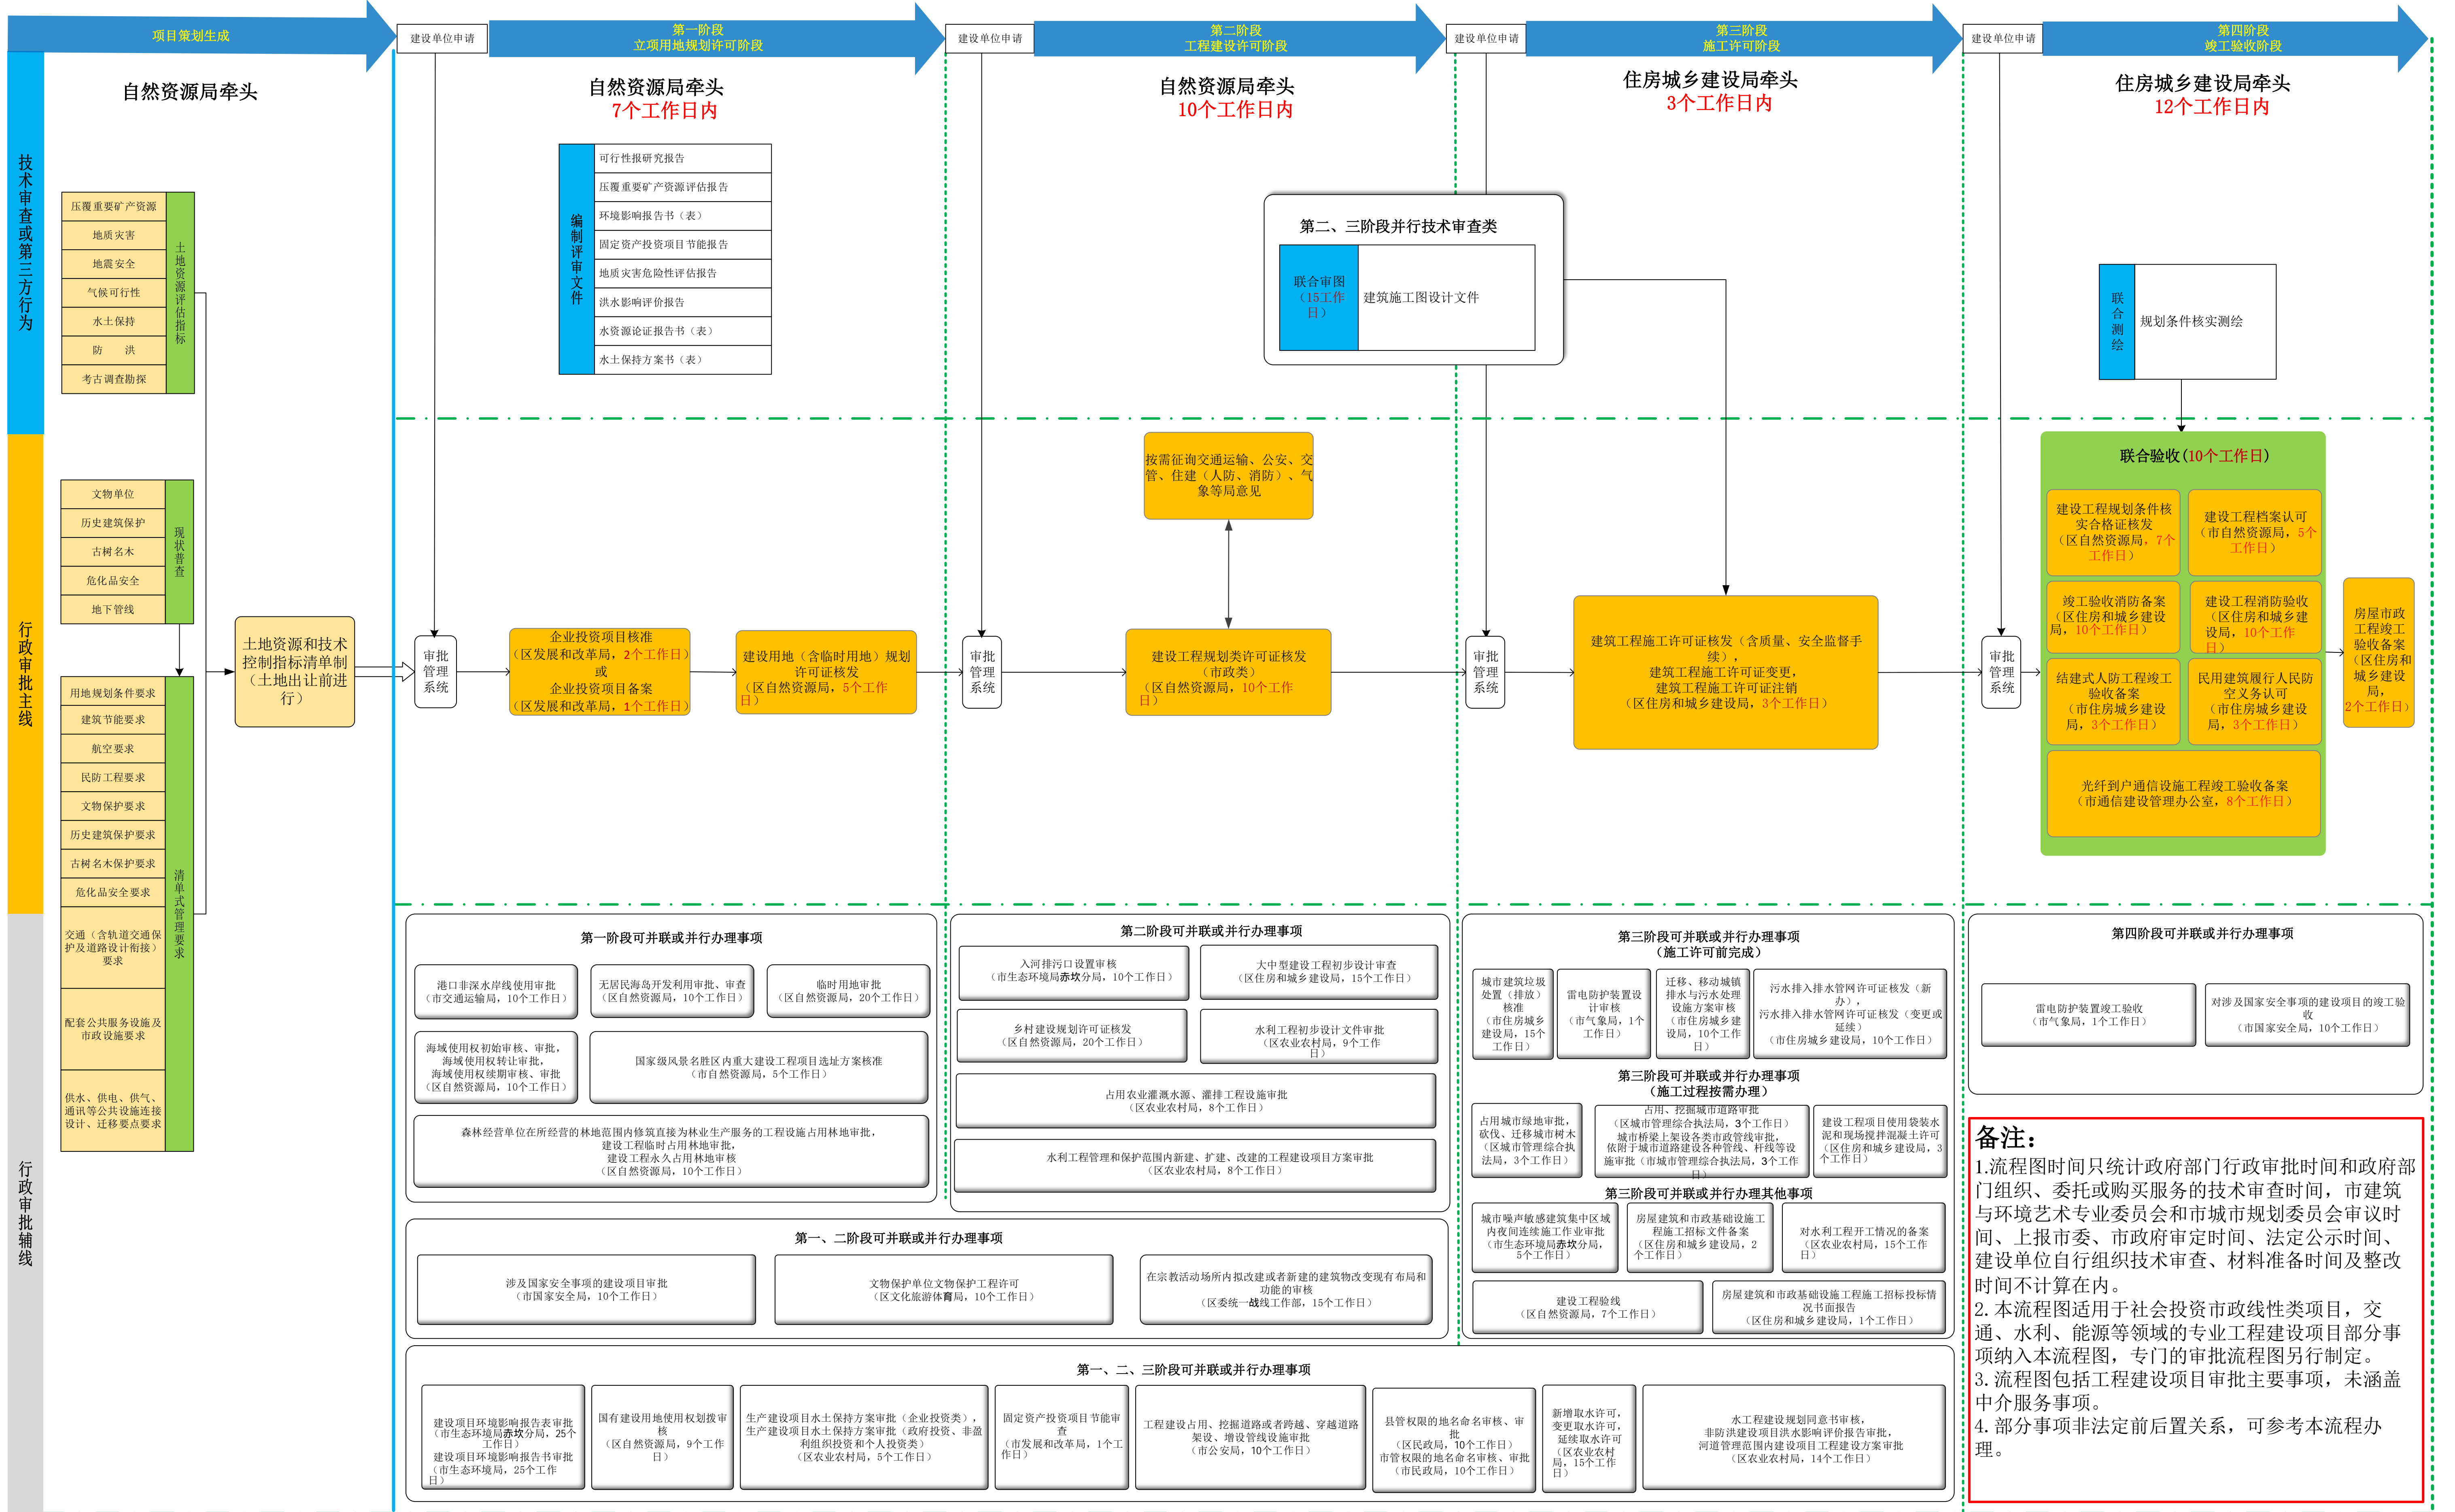 项目策划生成
建设单位申请
第一阶段
立项用地规划许可阶段
建设单位申请
第二阶段
工程建设许可阶段
建设单位申请
第三阶段
施工许可阶段
建设单位申请
第四阶段
竣工验收阶段
自然资源局牵头
自然资源局牵头
7个工作日内
自然资源局牵头
10个工作日内
住房城乡建设局牵头
3个工作日内
住房城乡建设局牵头
12个工作日内
技术审查或第三方行为
压覆重要矿产资源
地质灾害
地震安全
气候可行性
水土保持
防 洪
考古调查勘探
土地资源评估指标
编制评审文件
可行性报研究报告
压覆重要矿产资源评估报告
环境影响报告书（表）
固定资产投资项目节能报告
地质灾害危险性评估报告
洪水影响评价报告
水资源论证报告书（表）
水土保持方案书（表）
第二、三阶段并行技术审查类
联合审图
（15工作
日）
建筑施工图设计文件
联合测绘
规划条件核实测绘
行政审批主线
文物单位
历史建筑保护
古树名木
危化品安全
地下管线
现状普查
用地规划条件要求
建筑节能要求
航空要求
民防工程要求
文物保护要求
历史建筑保护要求
古树名木保护要求
危化品安全要求
交通（含轨道交通保
护及道路设计衔接）
要求
配套公共服务设施及
市政设施要求
供水、供电、供气、
通讯等公共设施连接
设计、迁移要点要求
清单式管理要求
土地资源和技术
控制指标清单制
（土地出让前进
行）
审批
管理
系统
企业投资项目核准
（区发展和改革局，2个工作日）
或
企业投资项目备案
（区发展和改革局，1个工作日）
建设用地（含临时用地）规划
许可证核发
（区自然资源局，5个工作
日）
审批
管理
系统
按需征询交通运输、公安、交
管、住建（人防、消防）、气
象等局意见
建设工程规划类许可证核发
（市政类）
（区自然资源局，10个工作
日）
审批
管理
系统
建筑工程施工许可证核发（含质量、安全监督手
续），
建筑工程施工许可证变更，
建筑工程施工许可证注销
（区住房和城乡建设局，3个工作日）
审批
管理
系统
联合验收(10个工作日)
建设工程规划条件核
实合格证核发
（区自然资源局，7个
工作日）
建设工程档案认可
（市自然资源局，5个
工作日）
竣工验收消防备案
（区住房和城乡建设
局，10个工作日）
建设工程消防验收
（区住房和城乡建
设局，10个工作
日）
结建式人防工程竣工
验收备案
（市住房城乡建设
局，3个工作日）
民用建筑履行人民防
空义务认可
（市住房城乡建设
局，3个工作日）
光纤到户通信设施工程竣工验收备案
（市通信建设管理办公室，8个工作日）
房屋市政
工程竣工
验收备案
（区住房和
城乡建设
局，
2个工作日）
行政审批辅线
第一阶段可并联或并行办理事项
港口非深水岸线使用审批
（市交通运输局，10个工作日）
无居民海岛开发利用审批、审查
（区自然资源局，10个工作日）
临时用地审批
（区自然资源局，20个工作日）
海域使用权初始审核、审批，
海域使用权转让审批，
海域使用权续期审核、审批
（区自然资源局，10个工作日）
国家级风景名胜区内重大建设工程项目选址方案核准
（市自然资源局，5个工作日）
森林经营单位在所经营的林地范围内修筑直接为林业生产服务的工程设施占用林地审批，
建设工程临时占用林地审批，
建设工程永久占用林地审核
（区自然资源局，10个工作日）
第二阶段可并联或并行办理事项
入河排污口设置审核
（市生态环境局赤坎分局，10个工作日）
大中型建设工程初步设计审查
（区住房和城乡建设局，15个工作日）
乡村建设规划许可证核发
（区自然资源局，20个工作日）
水利工程初步设计文件审批
（区农业农村局，9个工作
日）
占用农业灌溉水源、灌排工程设施审批
（区农业农村局，8个工作日）
水利工程管理和保护范围内新建、扩建、改建的工程建设项目方案审批
（区农业农村局，8个工作日）
第三阶段可并联或并行办理事项
（施工许可前完成）
城市建筑垃圾
处置（排放）
核准
（市住房城乡
建设局，15个
工作日）
雷电防护装置设
计审核
（市气象局，1个
工作日）
迁移、移动城镇
排水与污水处理
设施方案审核
（市住房城乡建
设局，10个工作
日）
污水排入排水管网许可证核发（新
办），
污水排入排水管网许可证核发（变更或
延续）
（市住房城乡建设局，10个工作日）
第三阶段可并联或并行办理事项
（施工过程按需办理）
占用城市绿地审批，
砍伐、迁移城市树木
（区城市管理综合执
法局，3个工作日）
占用、挖掘城市道路审批
（区城市管理综合执法局，3个工作日）
城市桥梁上架设各类市政管线审批，
依附于城市道路建设各种管线、杆线等设
施审批（市城市管理综合执法局，3个工作
日）
建设工程项目使用袋装水
泥和现场搅拌混凝土许可
（区住房和城乡建设局，3
个工作日）
第三阶段可并联或并行办理其他事项
城市噪声敏感建筑集中区域
内夜间连续施工作业审批
（市生态环境局赤坎分局，
5个工作日）
房屋建筑和市政基础设施工
程施工招标文件备案
（区住房和城乡建设局，2
个工作日）
对水利工程开工情况的备案
（区农业农村局，15个工作
日）
建设工程验线
（区自然资源局，7个工作日）
房屋建筑和市政基础设施工程施工招标投标情
况书面报告
（区住房和城乡建设局，1个工作日）
第四阶段可并联或并行办理事项
雷电防护装置竣工验收
（市气象局，1个工作日）
对涉及国家安全事项的建设项目的竣工验
收
（市国家安全局，10个工作日）
第一、二阶段可并联或并行办理事项
涉及国家安全事项的建设项目审批
（市国家安全局，10个工作日）
文物保护单位文物保护工程许可
（区文化旅游体育局，10个工作日）
在宗教活动场所内拟改建或者新建的建筑物改变现有布局和
功能的审核
（区委统一战线工作部，15个工作日）
第一、二、三阶段可并联或并行办理事项
建设项目环境影响报告表审批
（市生态环境局赤坎分局，25个
工作日）
建设项目环境影响报告书审批
（市生态环境局，25个工作
日）
国有建设用地使用权划拨审
核
（区自然资源局，9个工作
日）
生产建设项目水土保持方案审批（企业投资类），
生产建设项目水土保持方案审批（政府投资、非盈
利组织投资和个人投资类）
（区农业农村局，5个工作日）
固定资产投资项目节能审
查
（市发展和改革局，1个工
作日）
工程建设占用、挖掘道路或者跨越、穿越道路
架设、增设管线设施审批
（市公安局，10个工作日）
县管权限的地名命名审核、审
批
（区民政局，10个工作日）
市管权限的地名命名审核、审批
（市民政局，10个工作日）
新增取水许可，
变更取水许可，
延续取水许可
（区农业农村
局，15个工作
日）
水工程建设规划同意书审核，
非防洪建设项目洪水影响评价报告审批，
河道管理范围内建设项目工程建设方案审批
（区农业农村局，14个工作日）
备注：
1.流程图时间只统计政府部门行政审批时间和政府部
门组织、委托或购买服务的技术审查时间，市建筑
与环境艺术专业委员会和市城市规划委员会审议时
间、上报市委、市政府审定时间、法定公示时间、
建设单位自行组织技术审查、材料准备时间及整改
时间不计算在内。
2.本流程图适用于社会投资市政线性类项目，交
通、水利、能源等领域的专业工程建设项目部分事
项纳入本流程图，专门的审批流程图另行制定。
3.流程图包括工程建设项目审批主要事项，未涵盖
中介服务事项。
4.部分事项非法定前后置关系，可参考本流程办
理。